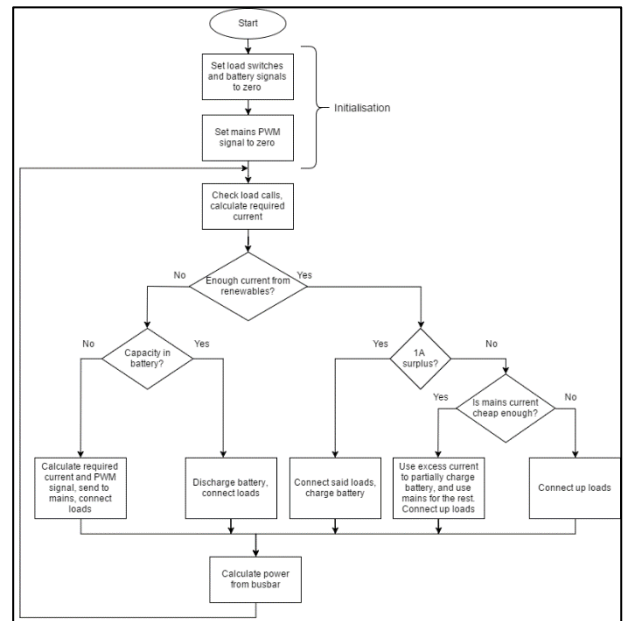 Start
Set load switches
and battery signals
to zero
Initialisation
Set mains PWM
signal to zero
Check load calls,
calculate required
current
No
Enough current from
renewables?
Yes
No
Capacity in
battery?
Yes
Yes
1A
surplus?
No
Yes
Is mains current
cheap enough?
No
Calculate required
current and PWM
signal, send to
mains, connect
loads
Discharge battery,
connect loads
Connect said loads,
charge battery
Use excess current
to partially charge
battery, and use
mains for the rest.
Connect up loads
Connect up loads
Calculate power
from busbar